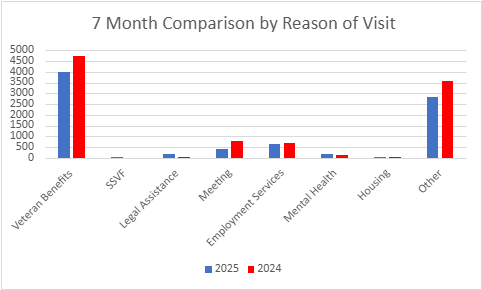 7 Month Comparison by Reason of Visit
5000
4500
4000
3500
3000
2500
2000
1500
1000
500
0
Veteran Benefits
SSVF
Legal Assistance
Meeting
Employment Services
Mental Health
Housing
Other
2025 2024